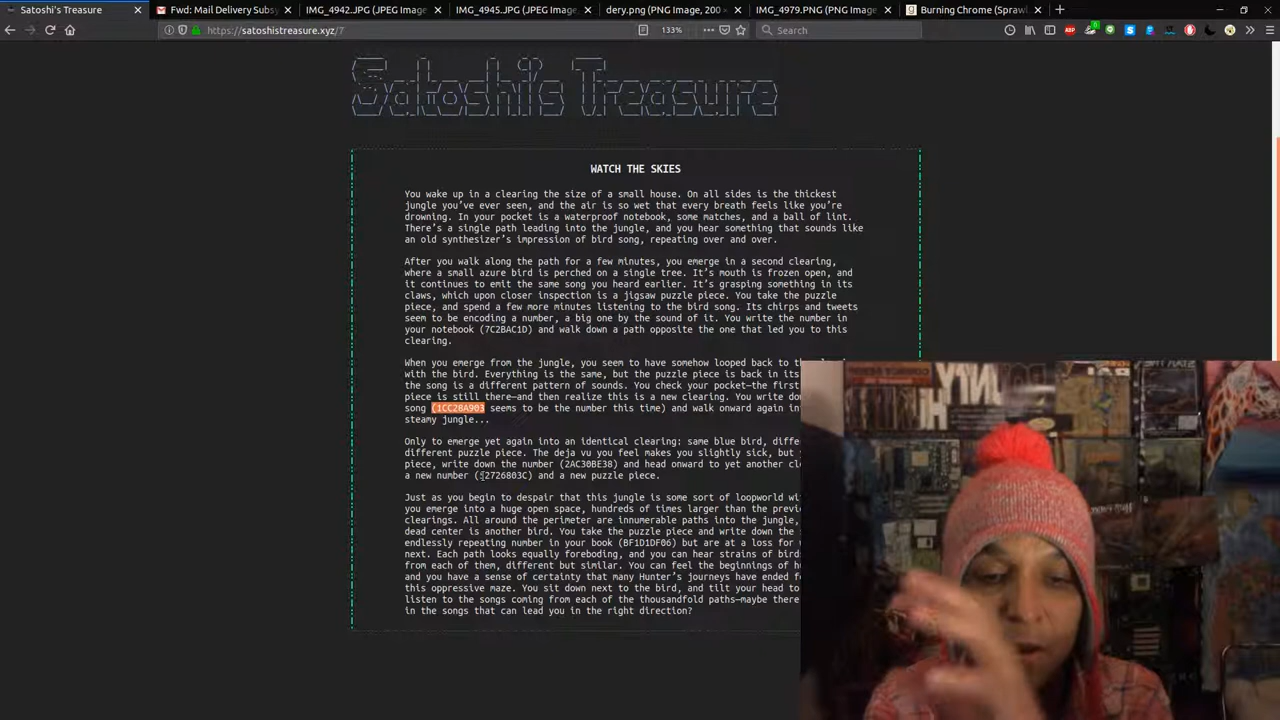 Satoshi's Treasure
Fwd: Mail Delivery Subsy
IMG_4942.JPG (JPEG Image,
IMG_4945.JPG (JPEG Image,
dery.png (PNG Image, 200 ×
IMG_4979.PNG (PNG Image,
Burning Chrome (Sprawl
https://satoshistreasure.xyz/7
133%
Search
Satoshi's Treasure
WATCH THE SKIES
You wake up in a clearing the size of a small house. On all sides is the thickest
jungle you've ever seen, and the air is so wet that every breath feels like you're
drowning. In your pocket is a waterproof notebook, some matches, and a ball of lint.
There's a single path leading into the jungle, and you hear something that sounds like
an old synthesizer's impression of bird song, repeating over and over.
After you walk along the path for a few minutes, you emerge in a second clearing,
where a small azure bird is perched on a single tree. It's mouth is frozen open, and
it continues to emit the same song you heard earlier. It's grasping something in its
claws, which upon closer inspection is a jigsaw puzzle piece. You take the puzzle
piece, and spend a few more minutes listening to the bird song. Its chirps and tweets
seem to be encoding a number, a big one by the sound of it. You write the number in
your notebook (7C2BAC1D) and walk down a path opposite the one that led you to this
clearing.
When you emerge from the jungle, you seem to have somehow looped back to
with the bird. Everything is the same, but the puzzle piece is back in its
the song is a different pattern of sounds. You check your pocket—the first
piece is still there—and then realize this is a new clearing. You write
song (1CC2BA903 seems to be the number this time) and walk onward again
steamy jungle...
Only to emerge yet again into an identical clearing: same blue bird,
different puzzle piece. The deja vu you feel makes you slightly sick, but
piece, write down the number (2AC30BE38) and head onward to yet another
a new number ( 2726803C) and a new puzzle piece.
Just as you begin to despair that this jungle is some sort of loopworld
you emerge into a huge open space, hundreds of times larger than the
clearings. All around the perimeter are innumerable paths into the jungle,
dead center is another bird. You take the puzzle piece and write down the
endlessly repeating number in your book (BF1D1DF06) but are at a loss for
next. Each path looks equally foreboding, and you can hear strains of
from each of them, different but similar. You can feel the beginnings of
and you have a sense of certainty that many Hunter's journeys have ended
this oppressive maze. You sit down next to the bird, and tilt your head to
listen to the songs coming from each of the thousandfold paths—maybe there
in the songs that can lead you in the right direction?